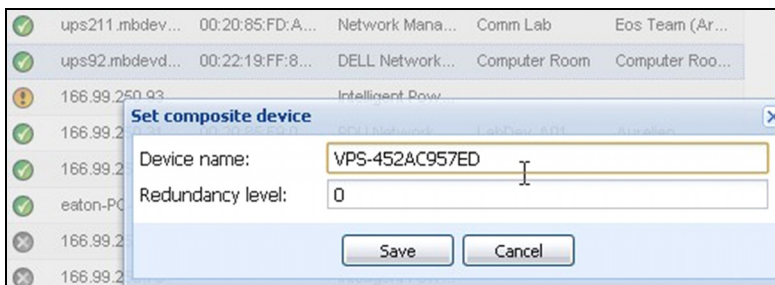 ups211.mbdev... 00:20:85:FD:A... Network Mana... Comm Lab Eos Team (Ar...
ups92.mbdevd... 00:22:19:FF:8... DELL Network... Computer Room Computer Roo...
166.99.250.93 Intelligent Pow...
Set composite device
166.99.2
Device name: VPS-452AC957ED
166.99.2
Redundancy level: 0
eaton-PC
166.99.2
Save Cancel
166.99.2